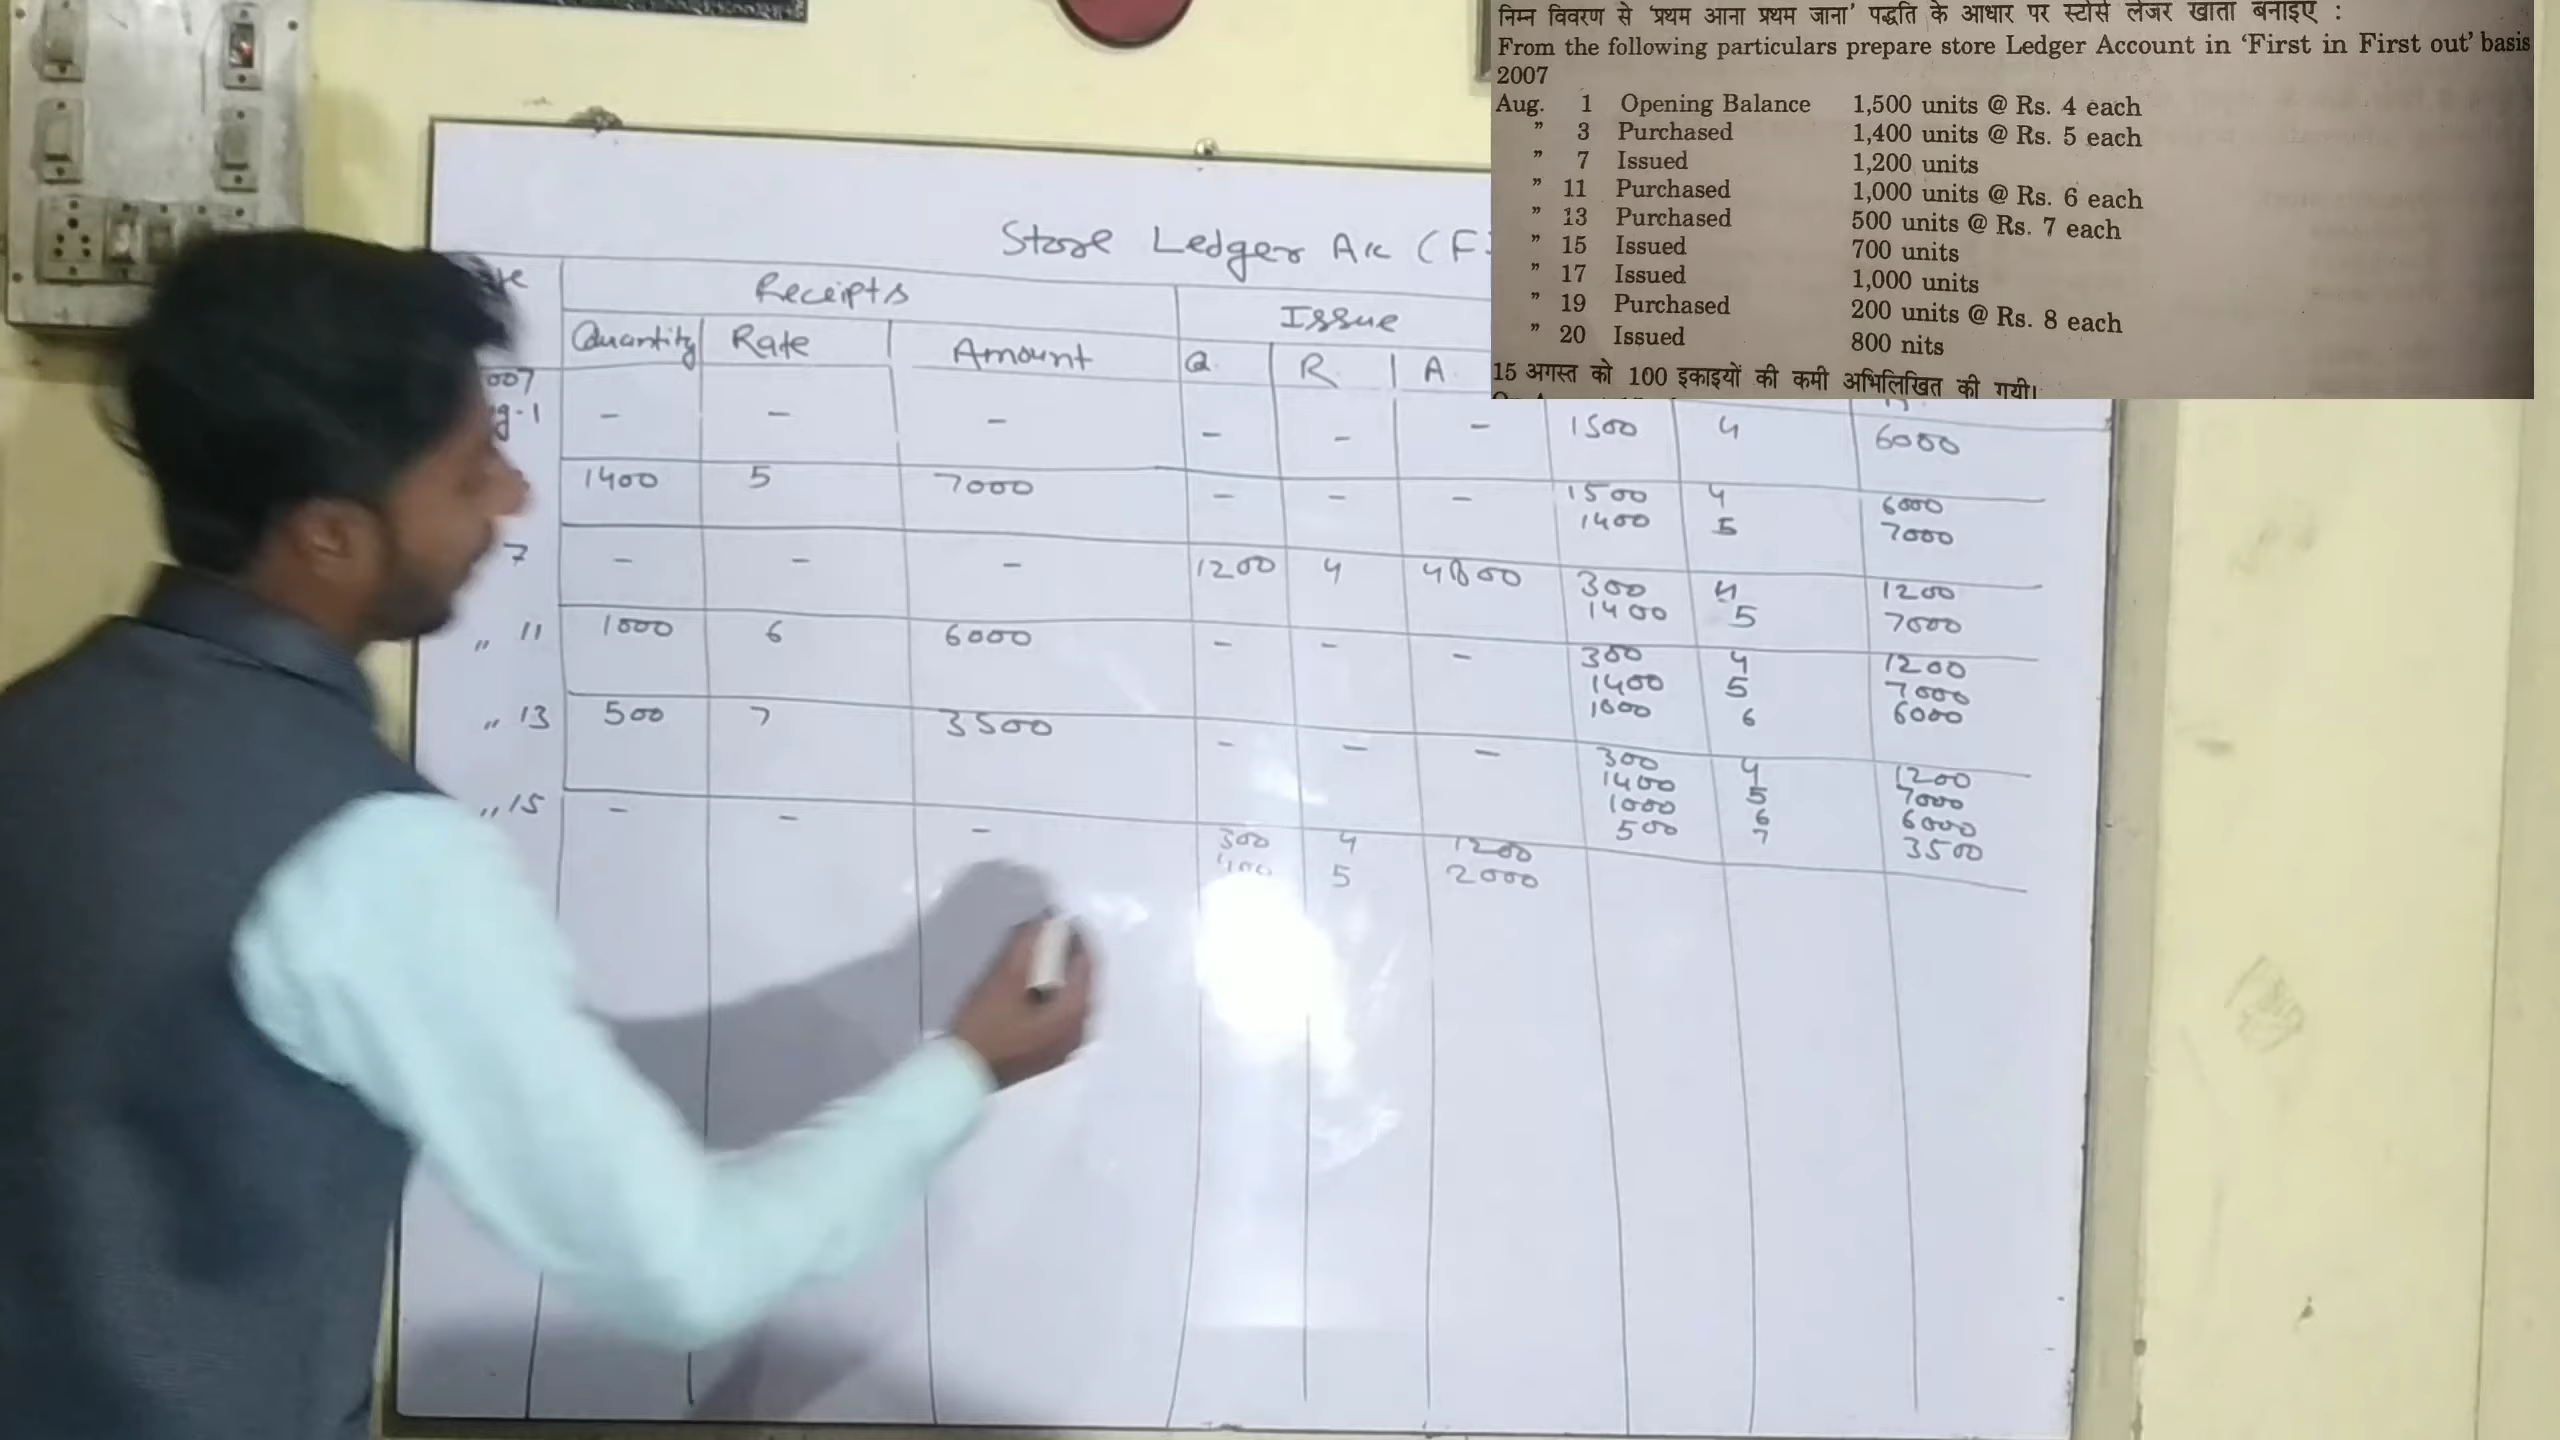 निम्न विवरण से ‘प्रथम आना प्रथम जाना’ पद्धति के आधार पर स्टोर्स लेजर खाता बनाइए :
From the following particulars prepare store Ledger Account in ‘First in First out’ basis
2007
Aug. 1 Opening Balance 1,500 units @ Rs. 4 each
” 3 Purchased 1,400 units @ Rs. 5 each
” 7 Issued 1,200 units
” 11 Purchased 1,000 units @ Rs. 6 each
” 13 Purchased 500 units @ Rs. 7 each
” 15 Issued 700 units
” 17 Issued 1,000 units
” 19 Purchased 200 units @ Rs. 8 each
” 20 Issued 800 nits
15 अगस्त को 100 इकाइयों की कमी अभिलिखित की गयी।
Store Ledger A/c (F
Receipts Issue
Quantity Rate Amount Q. R. A.
007
g-1 - - - - - - 1500 4 6000
1400 5 7000 - - - 1500 4 6000
1400 5 7000
7 - - - 1200 4 4800 300 4 1200
1400 5 7000
,, 11 1000 6 6000 - - - 300 4 1200
1400 5 7000
1000 6 6000
,, 13 500 7 3500 - - - 300 4 1200
1400 5 7000
1000 6 6000
500 7 3500
,, 15 - - - 300 4 1200
400 5 2000